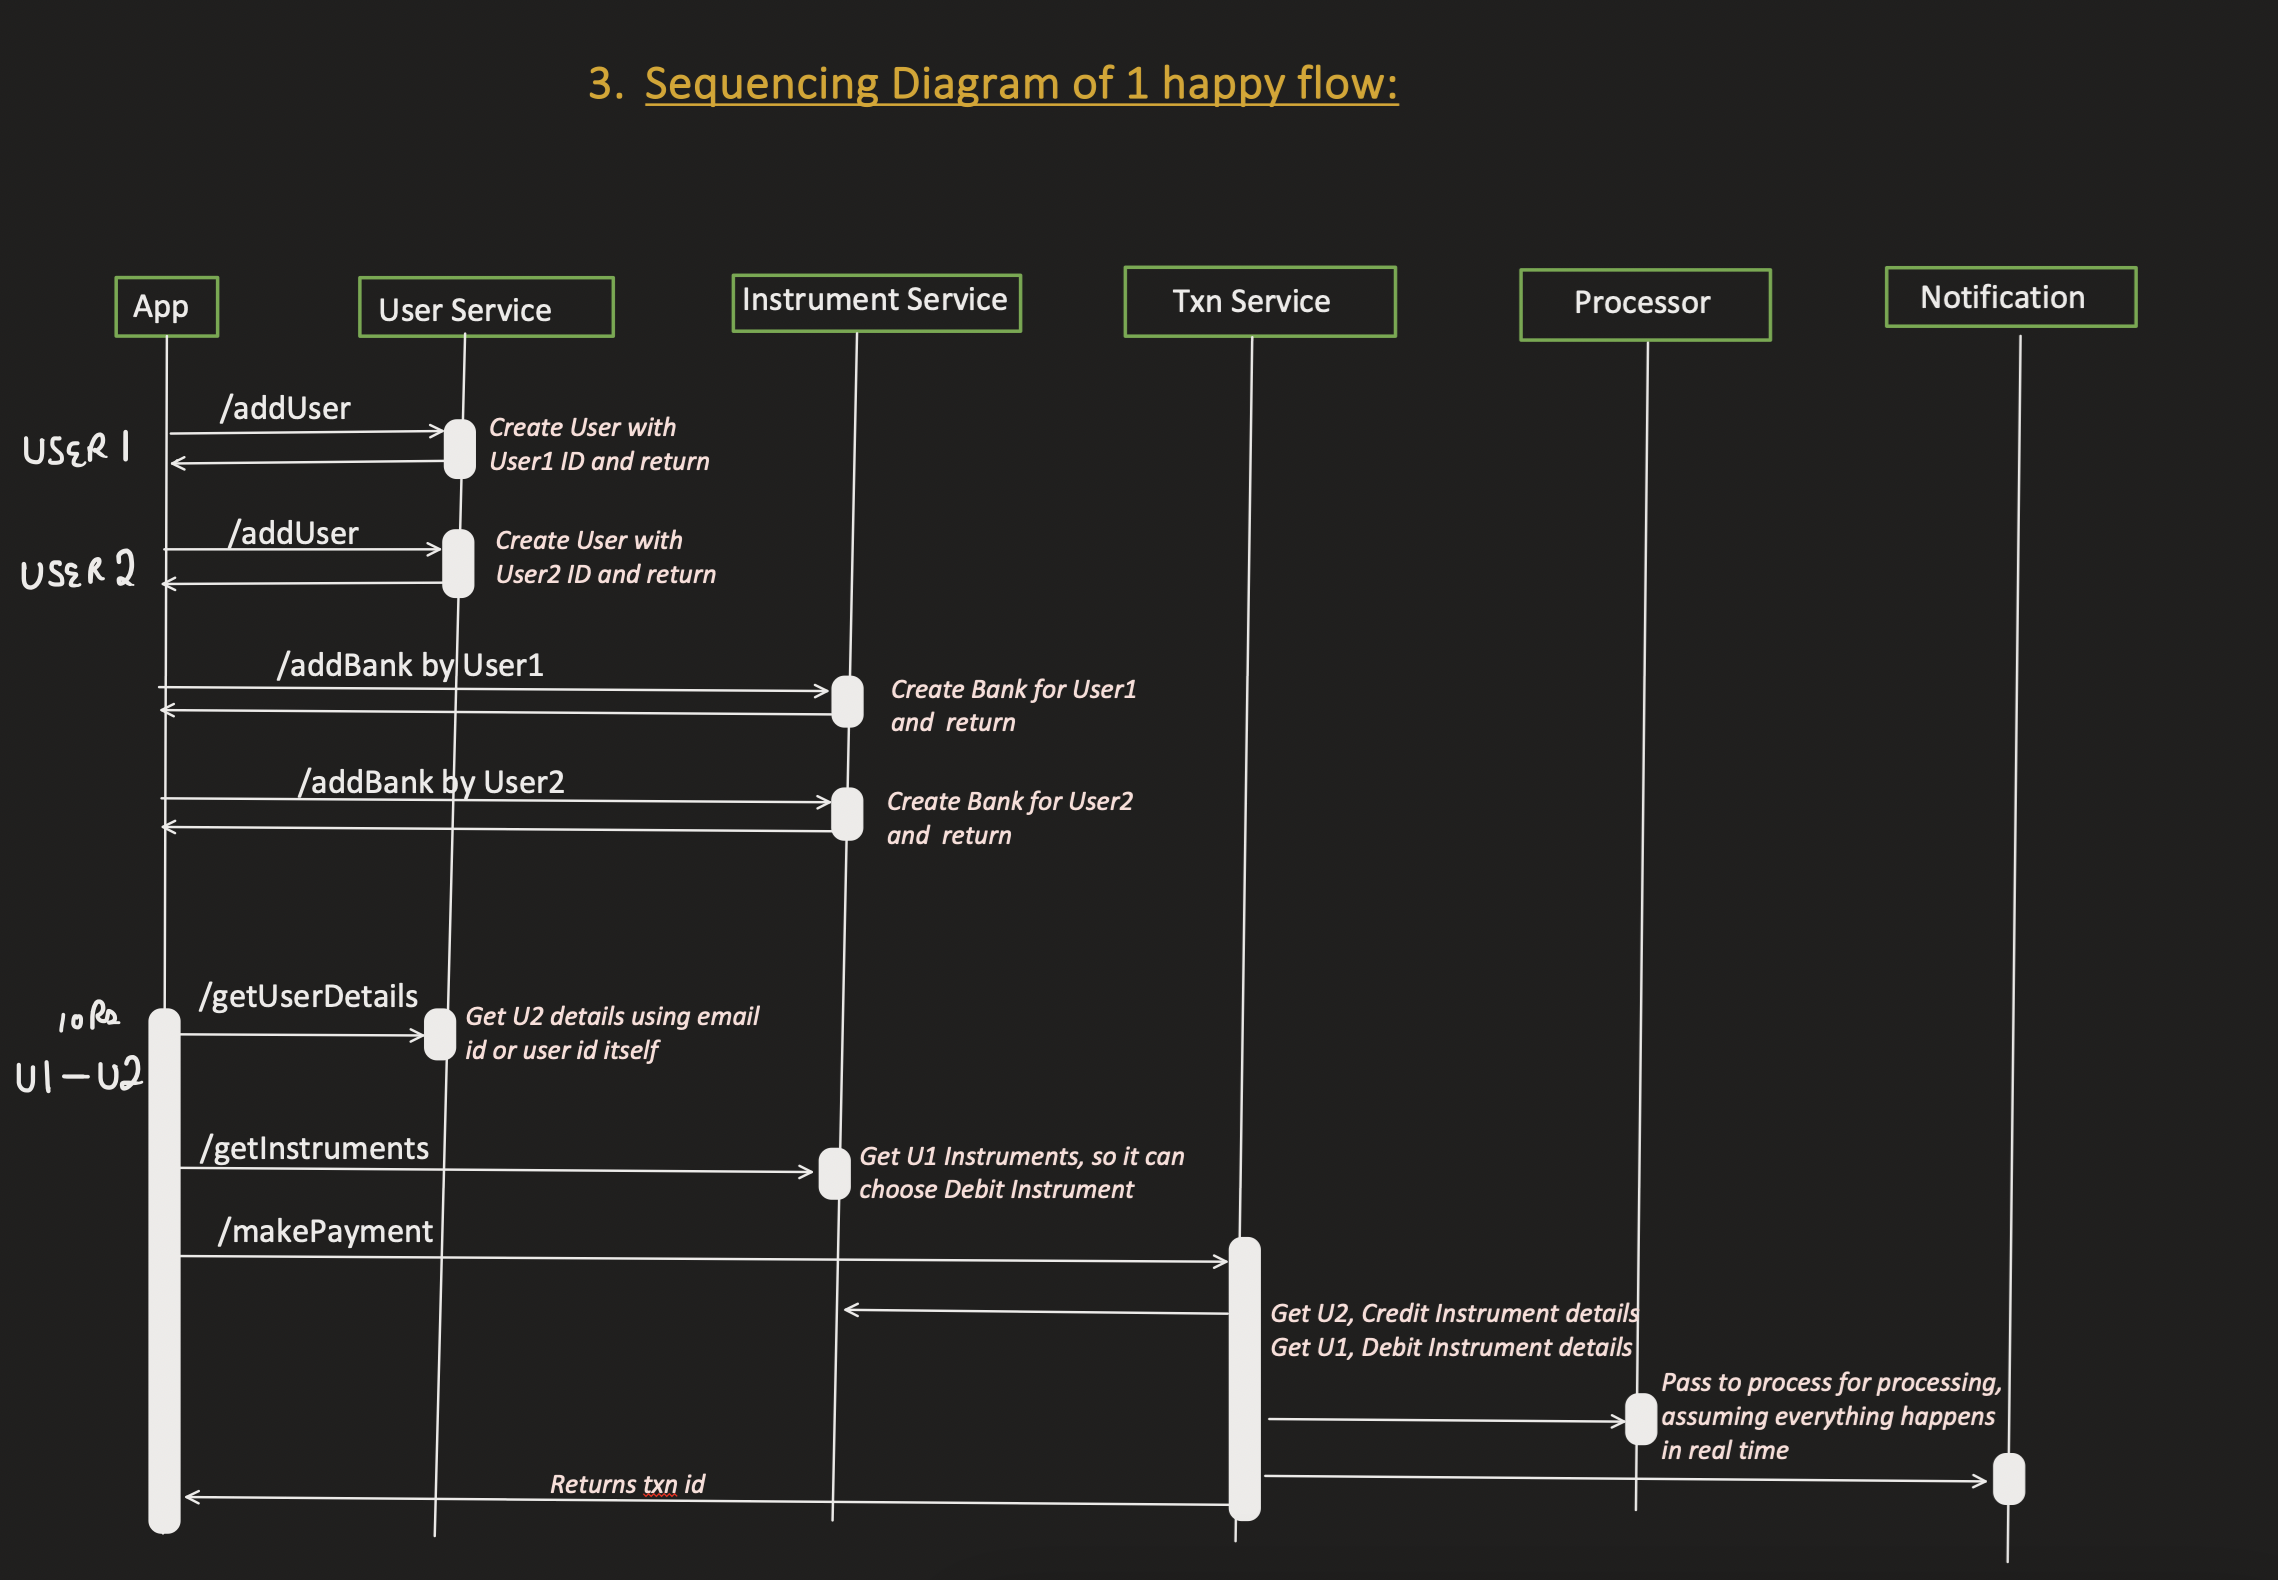 3. Sequencing Diagram of 1 happy flow:
App
User Service
Instrument Service
Txn Service
Processor
Notification
/addUser
USER 1
Create User with
User1 ID and return
/addUser
USER 2
Create User with
User2 ID and return
/addBank by User1
Create Bank for User1
and return
/addBank by User2
Create Bank for User2
and return
10Rs
U1-U2
/getUserDetails
Get U2 details using email
id or user id itself
/getInstruments
Get U1 Instruments, so it can
choose Debit Instrument
/makePayment
Get U2, Credit Instrument details
Get U1, Debit Instrument details
Pass to process for processing,
assuming everything happens
in real time
Returns txn id